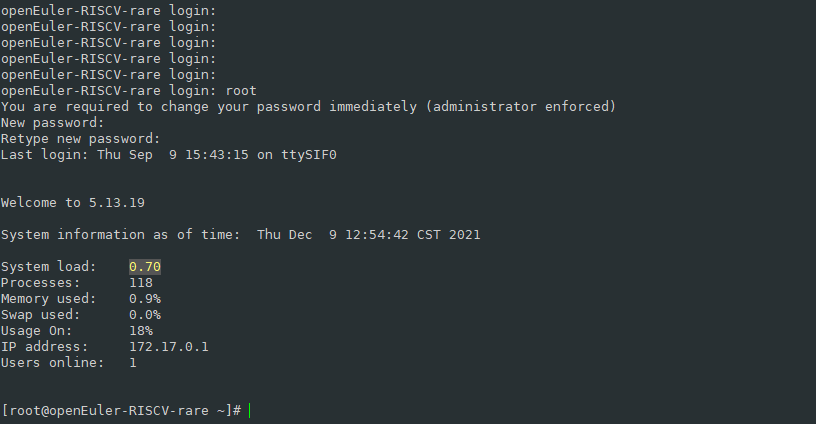 openEuler-RISCV-rare login:
openEuler-RISCV-rare login:
openEuler-RISCV-rare login:
openEuler-RISCV-rare login:
openEuler-RISCV-rare login:
openEuler-RISCV-rare login: root
You are required to change your password immediately (administrator enforced)
New password:
Retype new password:
Last login: Thu Sep  9 15:43:15 on ttySIF0
Welcome to 5.13.19
System information as of time:  Thu Dec  9 12:54:42 CST 2021
System load:    0.70
Processes:      118
Memory used:    0.9%
Swap used:      0.0%
Usage On:       18%
IP address:     172.17.0.1
Users online:   1
[root@openEuler-RISCV-rare ~]#